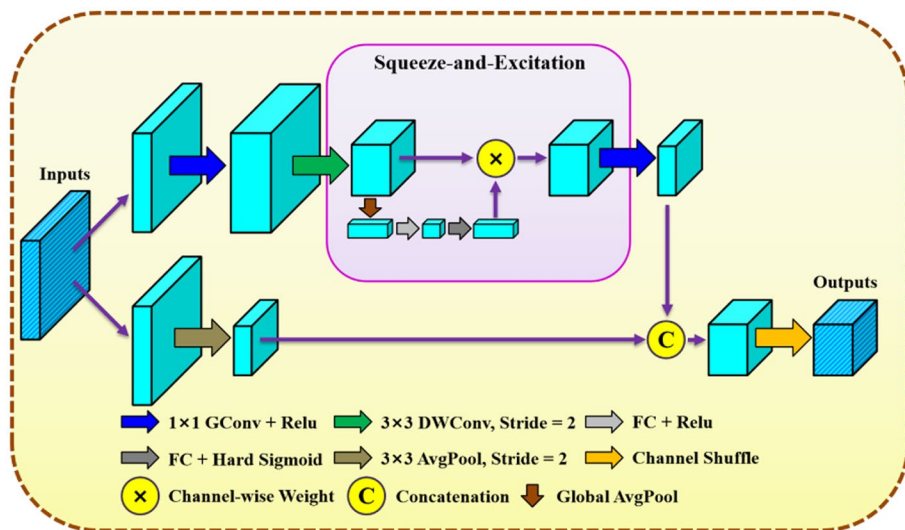 Squeeze-and-Excitation
Inputs
×
Outputs
C
1×1 GConv + Relu
3×3 DWConv, Stride = 2
FC + Relu
FC + Hard Sigmoid
3×3 AvgPool, Stride = 2
Channel Shuffle
× Channel-wise Weight
C Concatenation
Global AvgPool